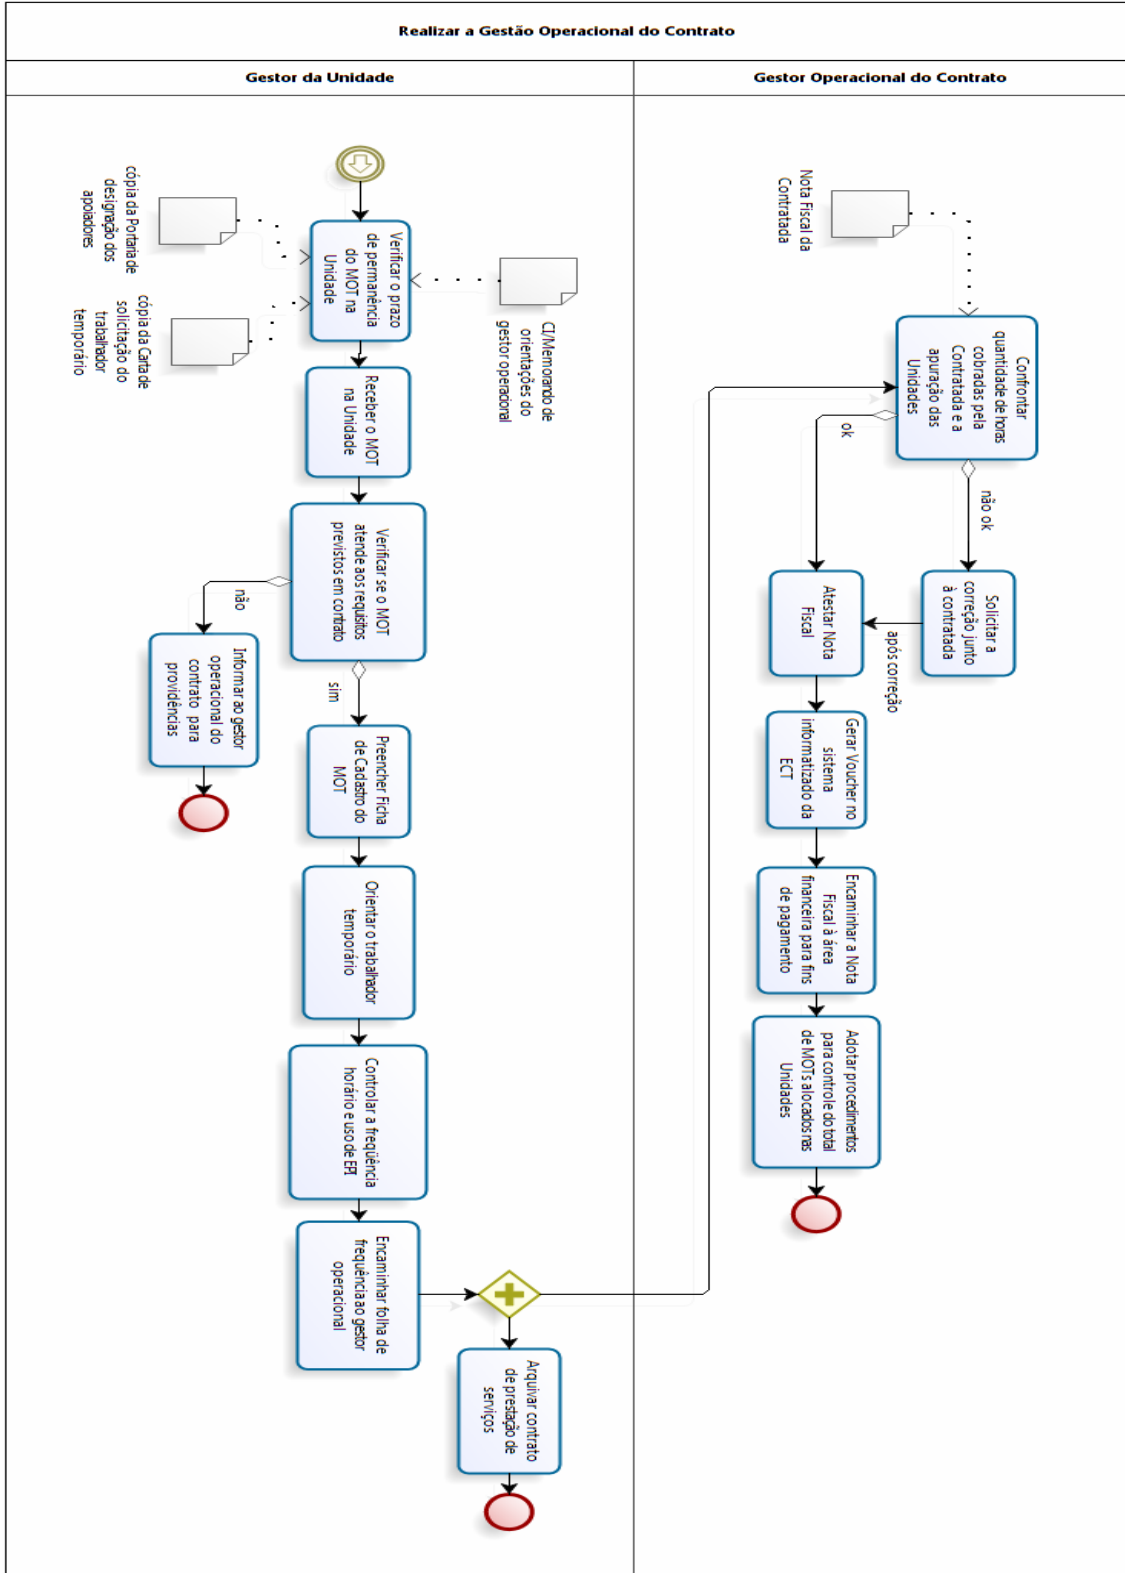 Realizar a Gestão Operacional do Contrato
Gestor da Unidade
Gestor Operacional do Contrato
cópia da Portaria de
designação dos
apoiadores
cópia da Carta de
solicitação do
trabalhador
temporário
CI/Memorando de
orientações do
gestor operacional
Verificar o prazo
de permanência
do MOT na
Unidade
Receber o MOT
na Unidade
Verificar se o MOT
atende aos requisitos
previstos em contrato
não
Informar ao gestor
operacional do
contrato para
providências
sim
Preencher Ficha
de Cadastro do
MOT
Orientar o trabalhador
temporário
Controlar a freqüência
horário e uso de EPI
Encaminhar folha de
frequência ao gestor
operacional
Arquivar contrato
de prestação de
serviços
Nota Fiscal da
Contratada
Confrontar
quantidade de horas
cobradas pela
Contratada e a
apuração das
Unidades
ok
não ok
Solicitar a
correção junto
à contratada
após correção
Atestar Nota
Fiscal
Gerar Voucher no
sistema
informatizado da
ECT
Encaminhar a Nota
Fiscal à área
financeira para fins
de pagamento
Adotar procedimentos
para controle do total
de MOTs alocados nas
Unidades